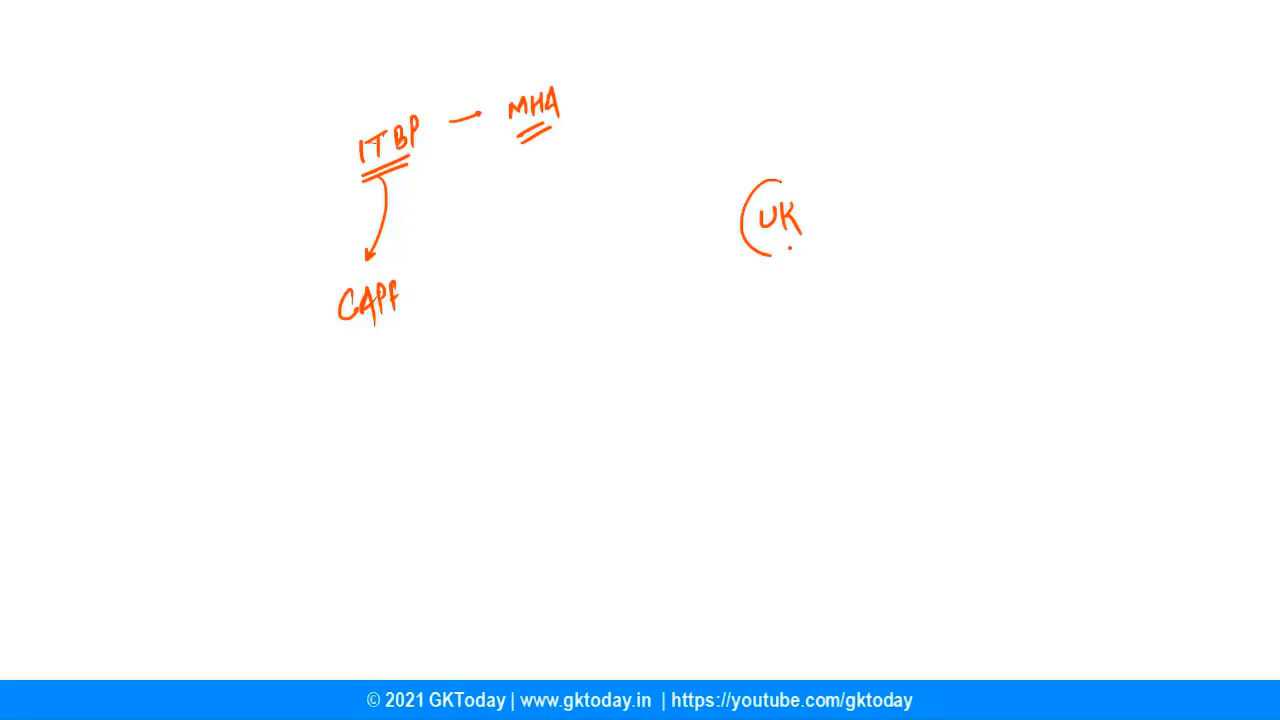 ITBP → MHA
UK
CAPF
© 2021 GKToday | www.gktoday.in | https://youtube.com/gktoday